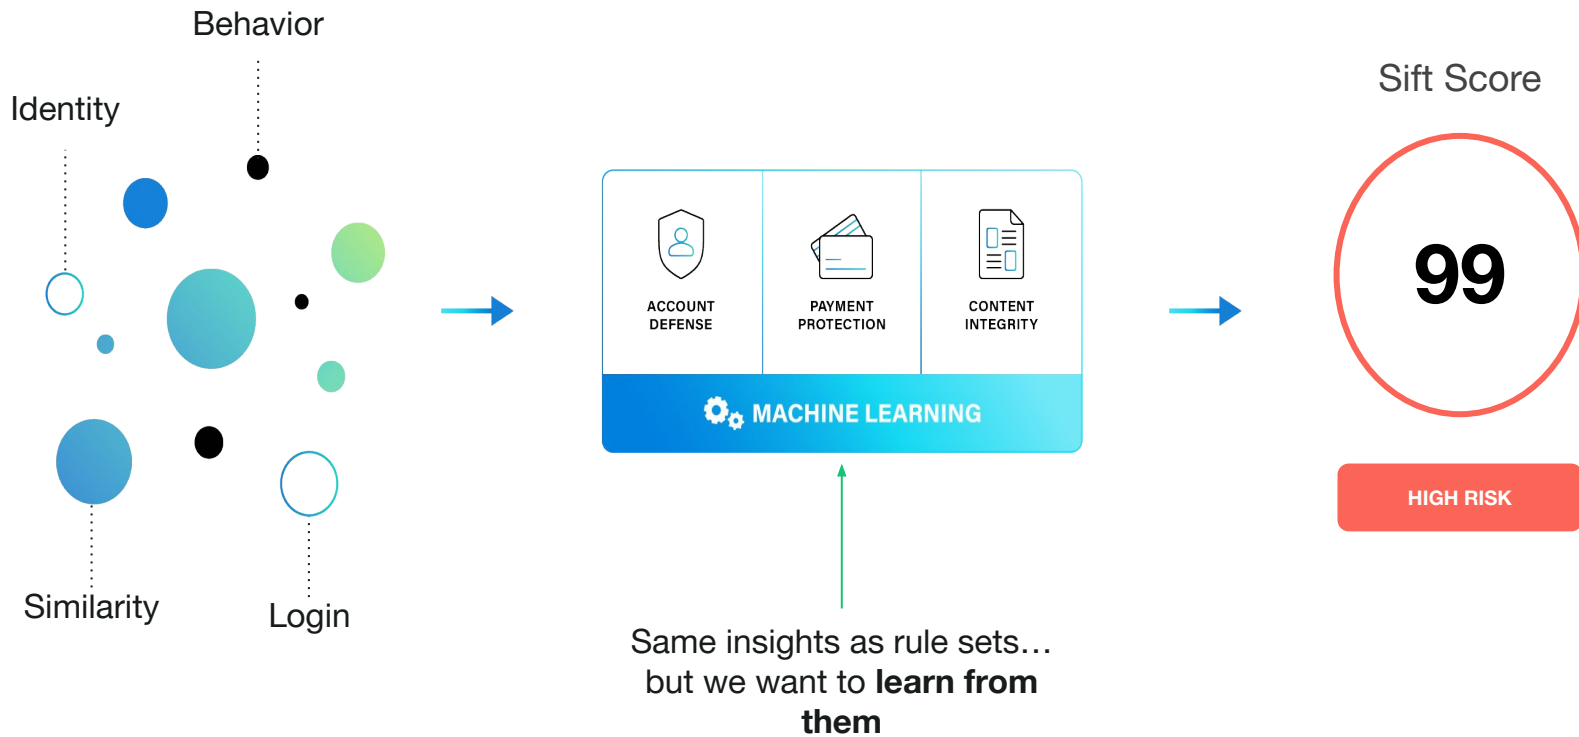 Behavior
Identity
Similarity
Login
ACCOUNT
DEFENSE
PAYMENT
PROTECTION
CONTENT
INTEGRITY
MACHINE LEARNING
Same insights as rule sets…
but we want to learn from
them
Sift Score
99
HIGH RISK